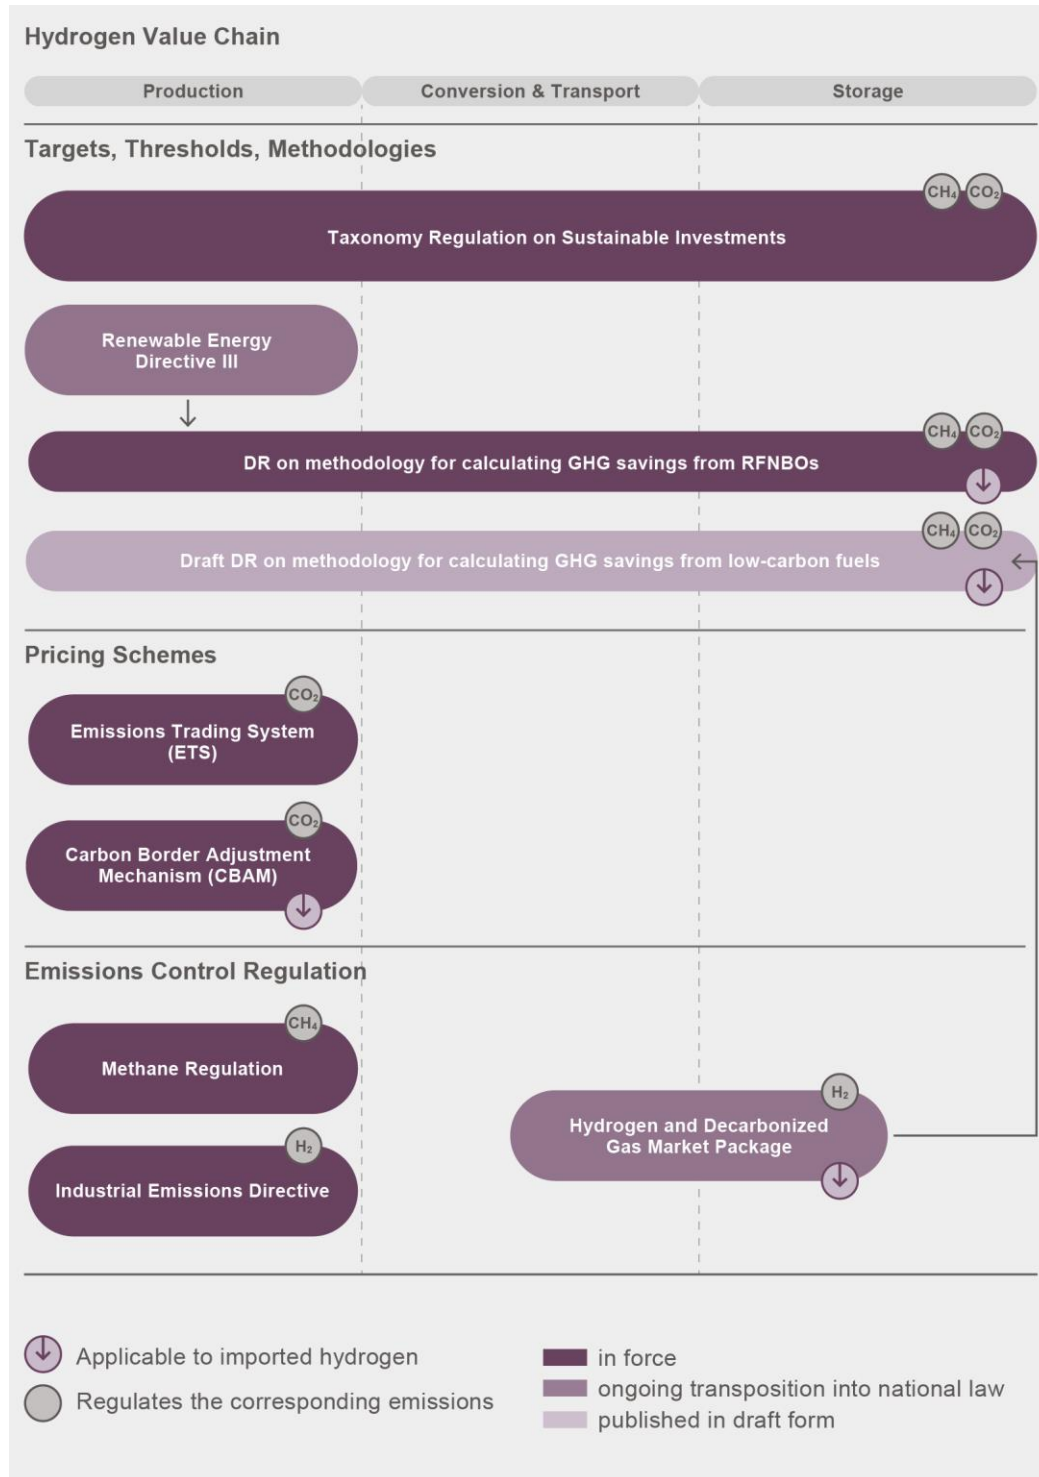 Hydrogen Value Chain
Production
Conversion & Transport
Storage
Targets, Thresholds, Methodologies
CH₄
CO₂
Taxonomy Regulation on Sustainable Investments
Renewable Energy
Directive III
CH₄
CO₂
DR on methodology for calculating GHG savings from RFNBOs
CH₄
CO₂
Draft DR on methodology for calculating GHG savings from low-carbon fuels
Pricing Schemes
CO₂
Emissions Trading System
(ETS)
CO₂
Carbon Border Adjustment
Mechanism (CBAM)
Emissions Control Regulation
CH₄
Methane Regulation
H₂
Hydrogen and Decarbonized
Gas Market Package
H₂
Industrial Emissions Directive
Applicable to imported hydrogen
Regulates the corresponding emissions
in force
ongoing transposition into national law
published in draft form